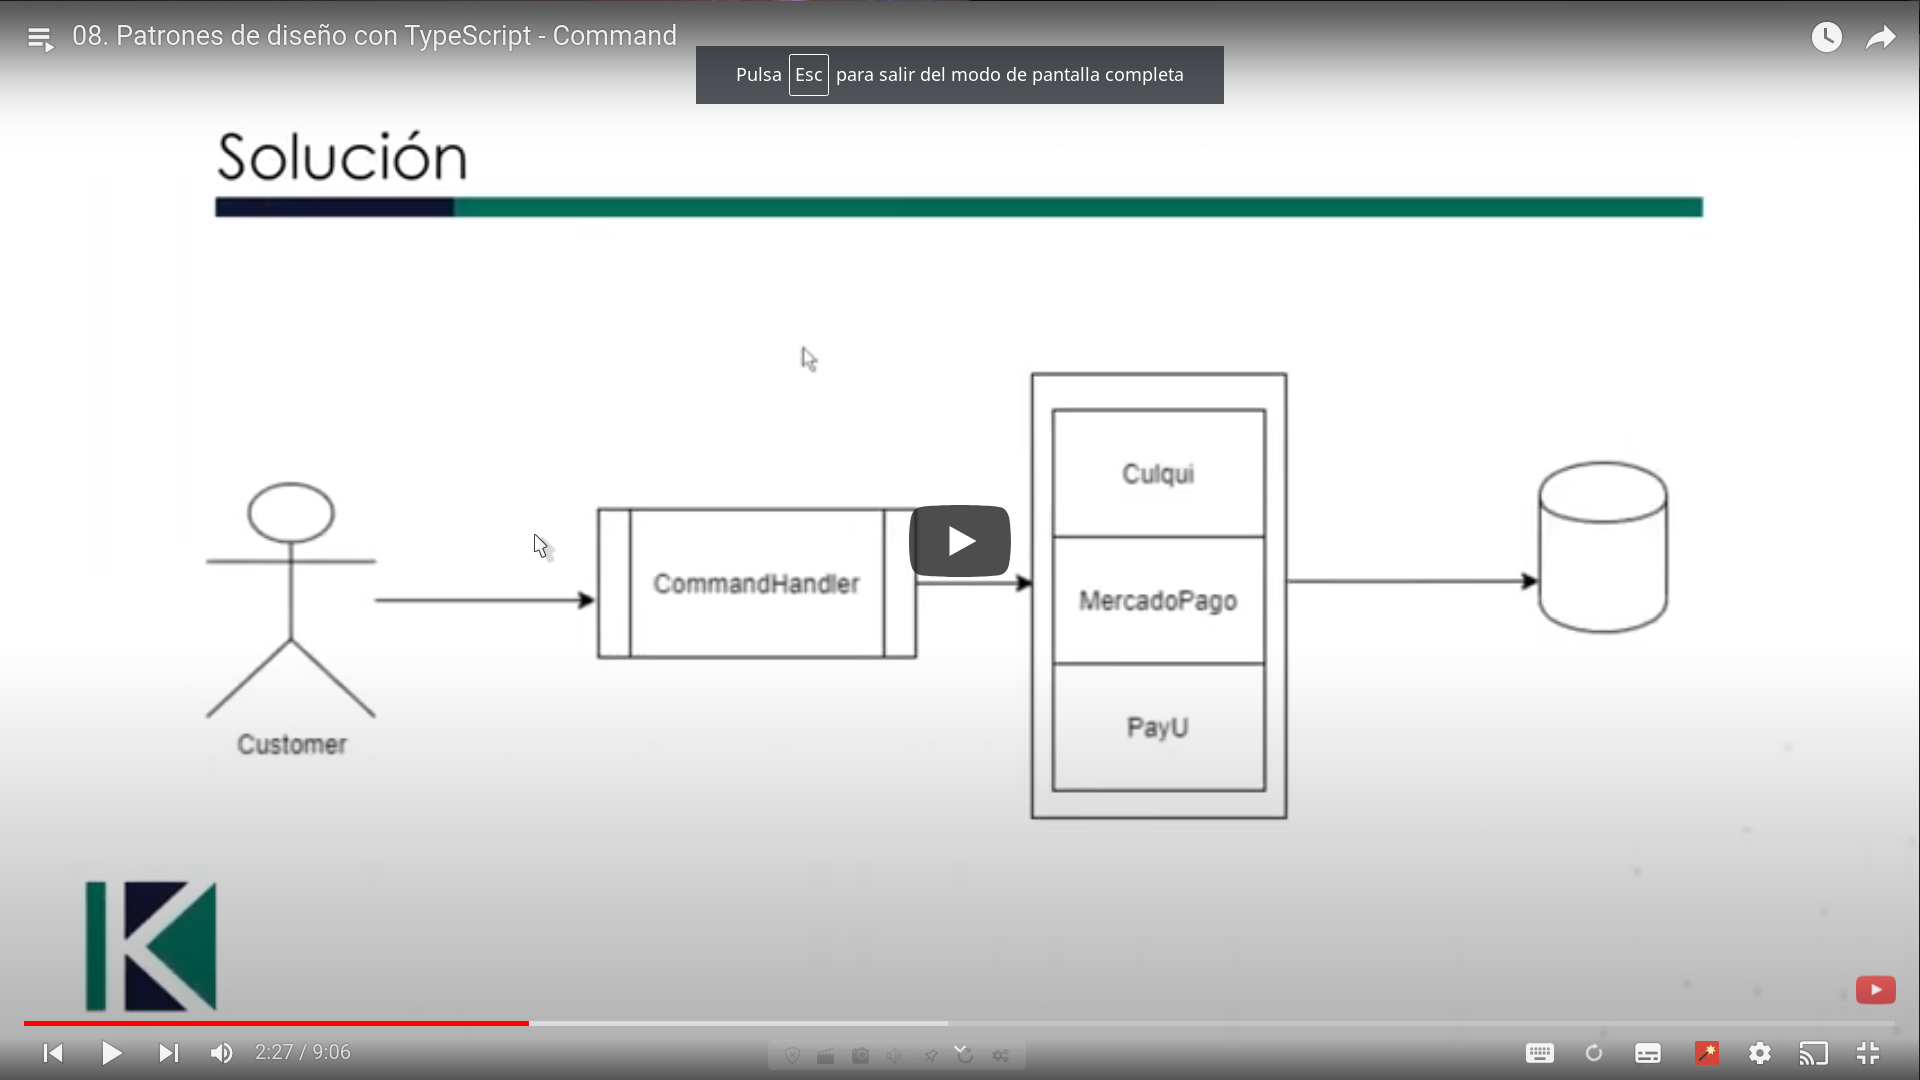 08. Patrones de diseño con TypeScript - Command
Pulsa Esc para salir del modo de pantalla completa
Solución
Culqui
CommandHandler
MercadoPago
PayU
Customer
2:27 / 9:06